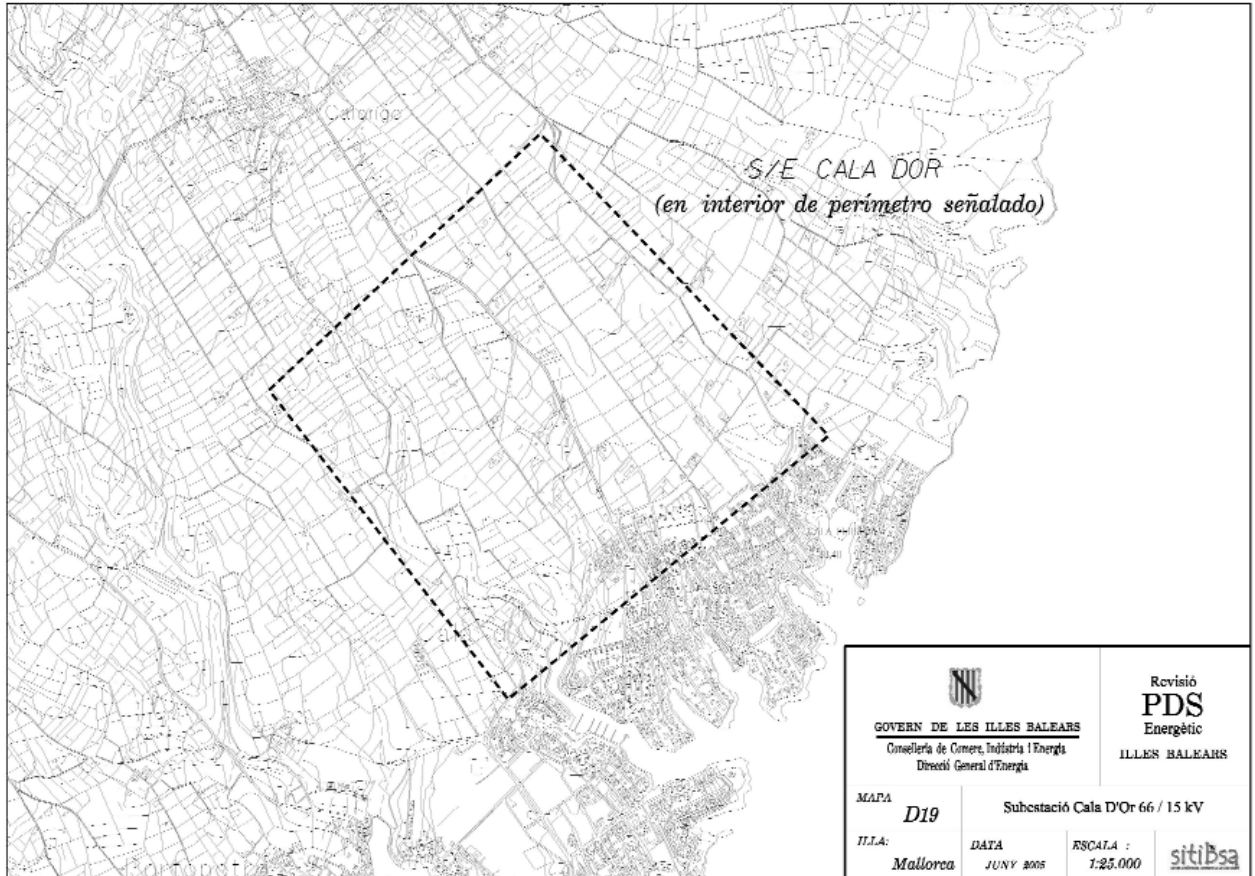 Calonge
S/E CALA DOR
(en interior de perímetro señalado)
GOVERN DE LES ILLES BALEARS
Conselleria de Comerç, Indústria i Energia
Direcció General d'Energia
Revisió
PDS
Energètic
ILLES BALEARS
MAPA
D19
Subestació Cala D'Or 66 / 15 kV
ILLA:
Mallorca
DATA
JUNY 2005
ESCALA :
1:25.000
sitibsa